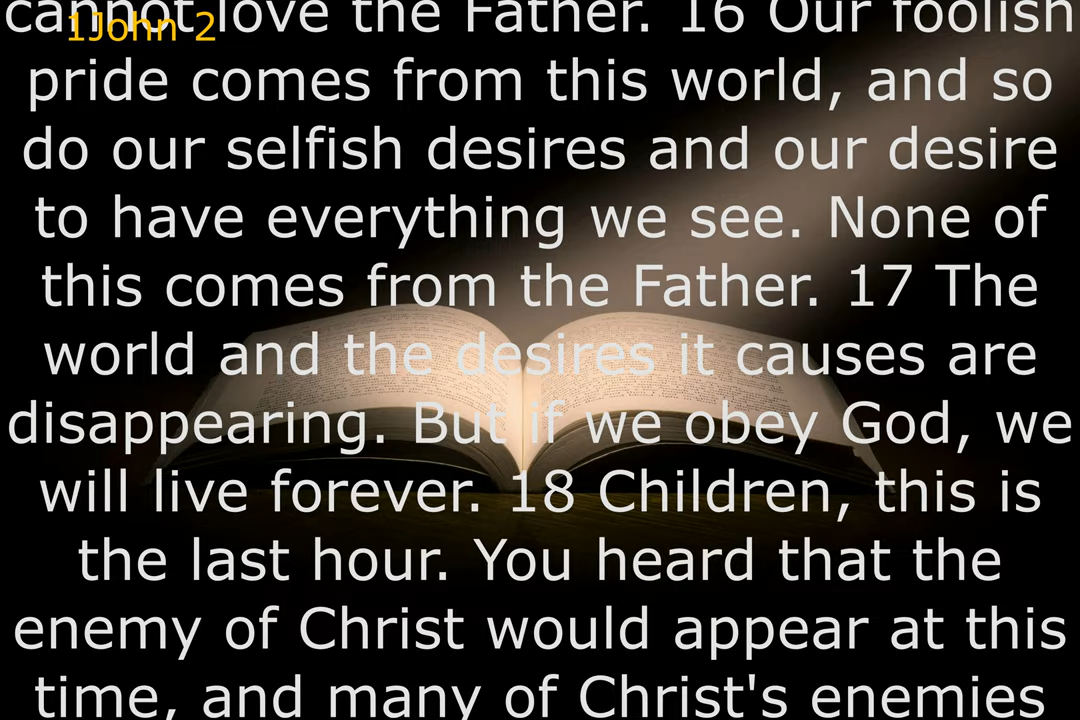 1John 2
cannot love the Father. 16 Our foolish
pride comes from this world, and so
do our selfish desires and our desire
to have everything we see. None of
this comes from the Father. 17 The
world and the desires it causes are
disappearing. But if we obey God, we
will live forever. 18 Children, this is
the last hour. You heard that the
enemy of Christ would appear at this
time, and many of Christ's enemies